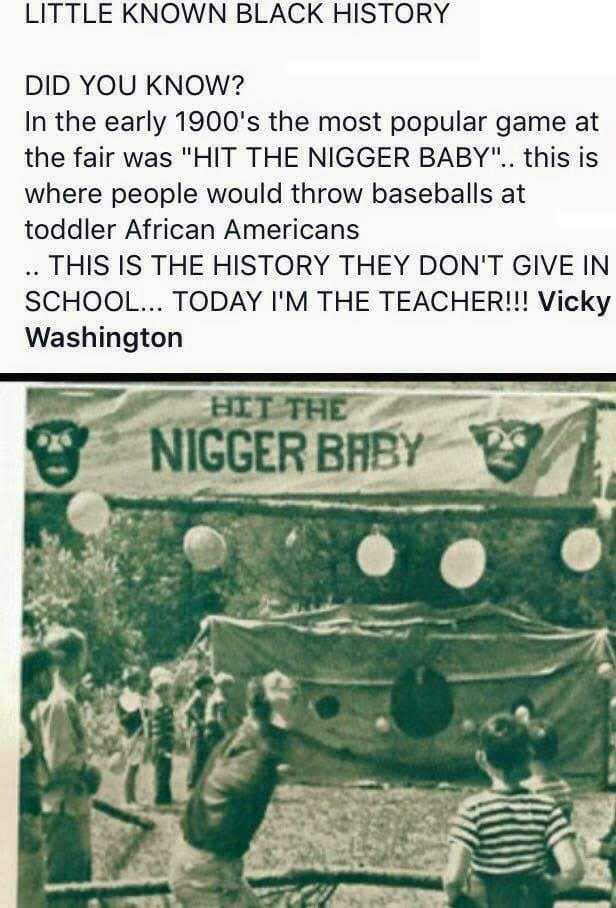 LITTLE KNOWN BLACK HISTORY
DID YOU KNOW?
In the early 1900's the most popular game at
the fair was "HIT THE NIGGER BABY".. this is
where people would throw baseballs at
toddler African Americans
.. THIS IS THE HISTORY THEY DON'T GIVE IN
SCHOOL... TODAY I'M THE TEACHER!!! Vicky
Washington
HIT THE
NIGGER BABY